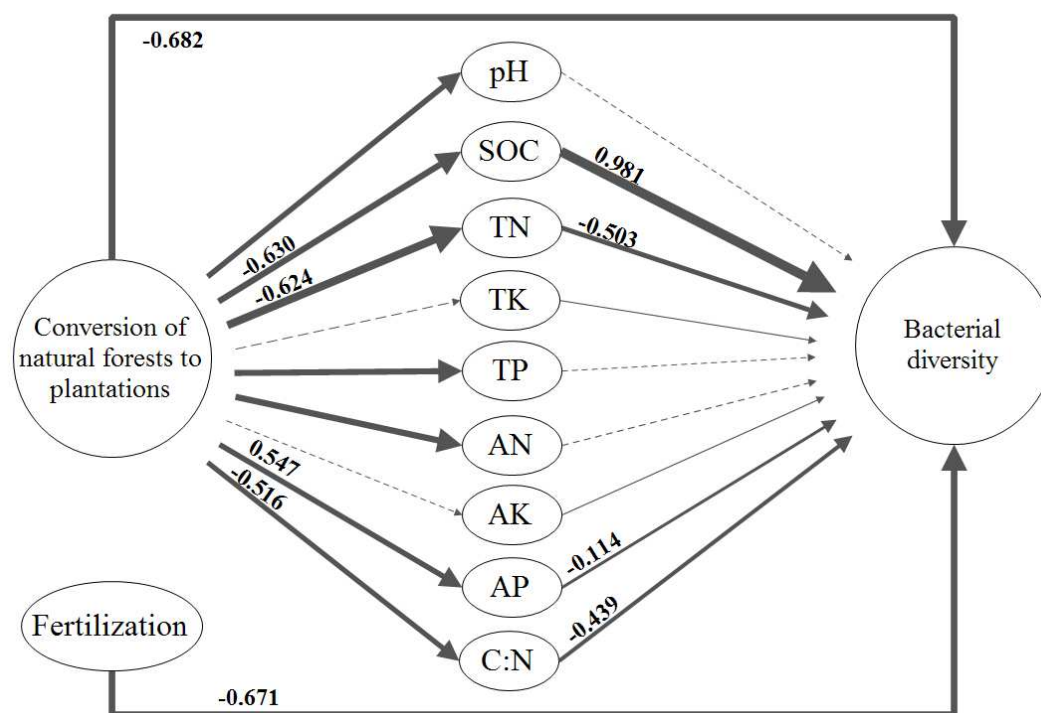 -0.682
pH
SOC
0.981
TN
-0.503
-0.630
-0.624
TK
Conversion of
natural forests to
plantations
Bacterial
diversity
TP
AN
0.547
-0.516
AK
AP
-0.114
-0.439
Fertilization
C:N
-0.671